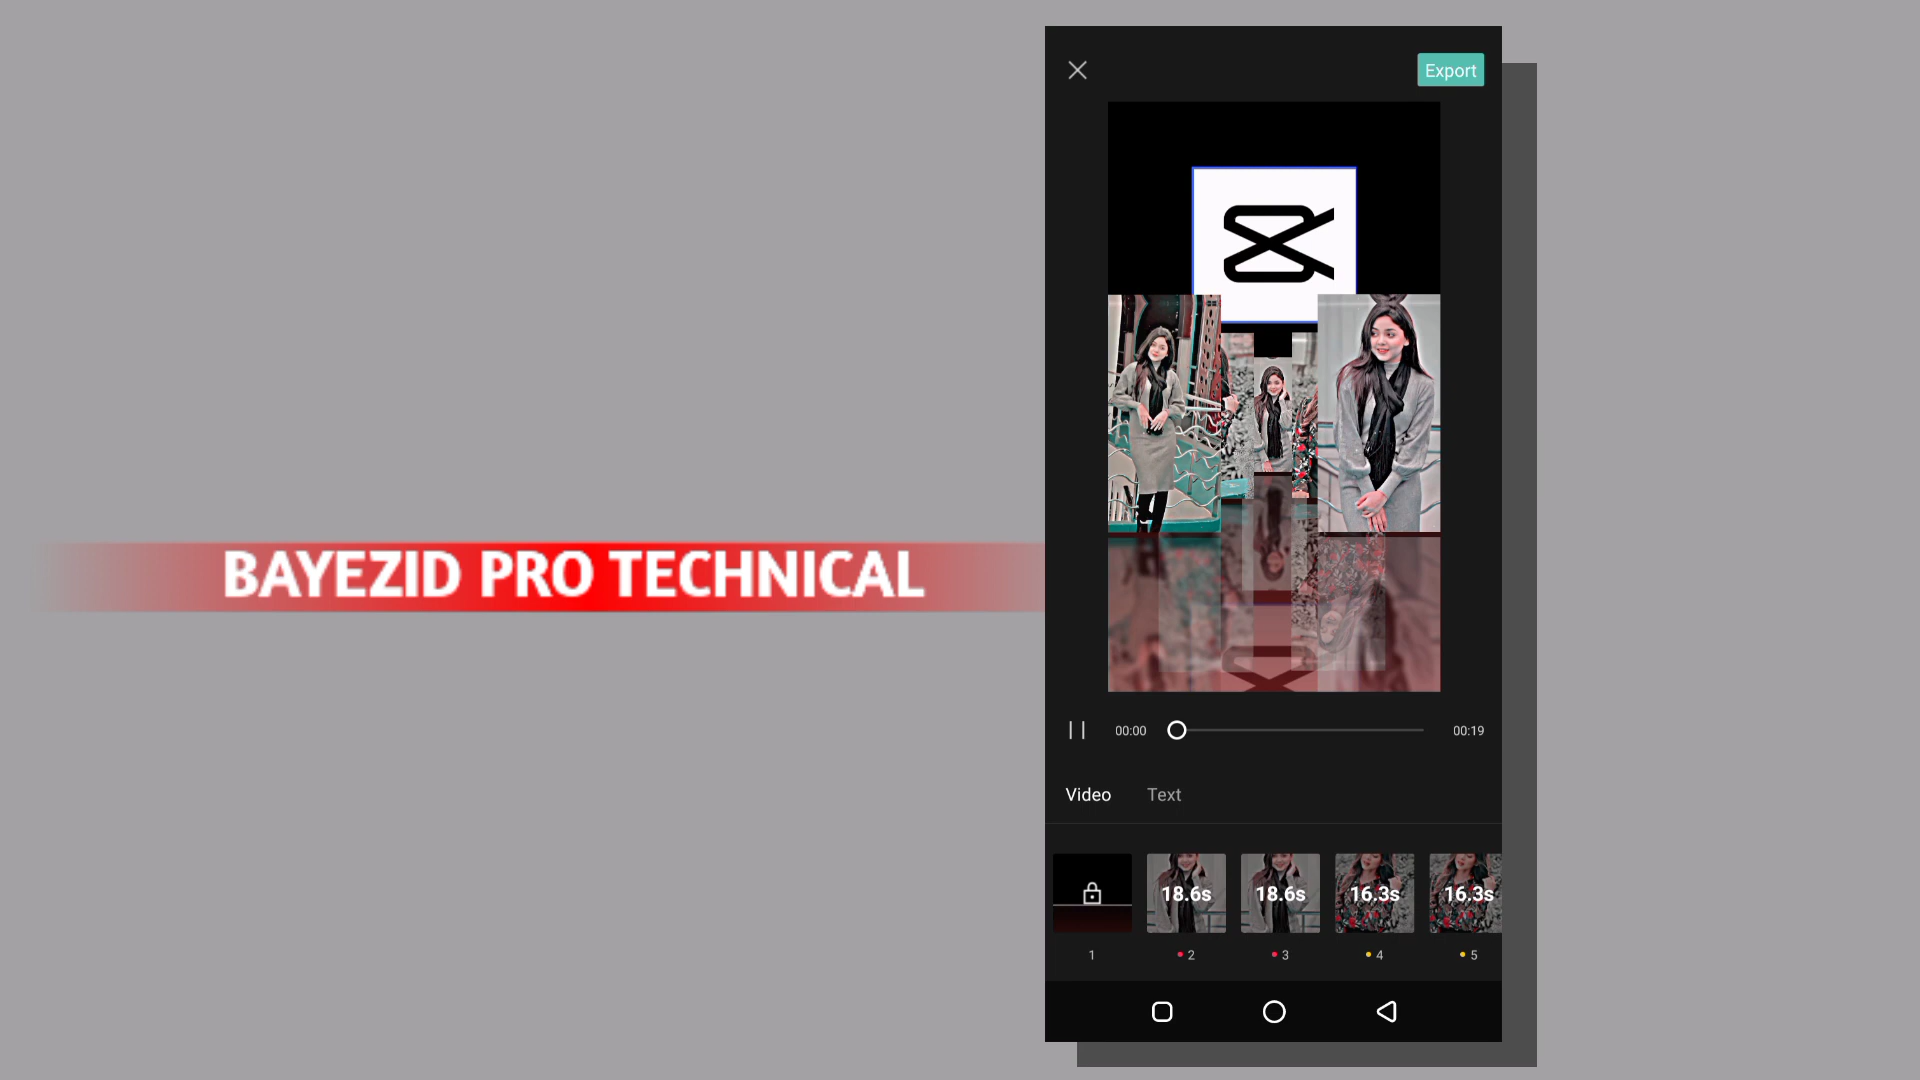 Export
BAYEZID PRO TECHNICAL
00:00
00:19
Video Text
18.6s 18.6s 16.3s 16.3s
1 2 3 4 5